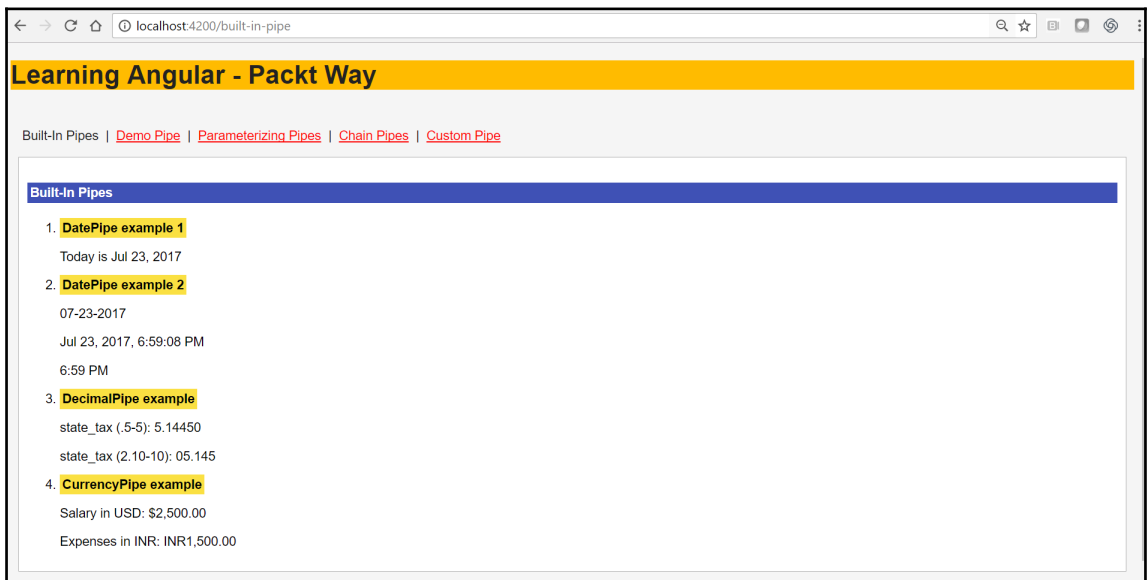 localhost:4200/built-in-pipe
Learning Angular - Packt Way
Built-In Pipes | Demo Pipe | Parameterizing Pipes | Chain Pipes | Custom Pipe
Built-In Pipes
1. DatePipe example 1
Today is Jul 23, 2017
2. DatePipe example 2
07-23-2017
Jul 23, 2017, 6:59:08 PM
6:59 PM
3. DecimalPipe example
state_tax (.5-5): 5.14450
state_tax (2.10-10): 05.145
4. CurrencyPipe example
Salary in USD: $2,500.00
Expenses in INR: INR1,500.00